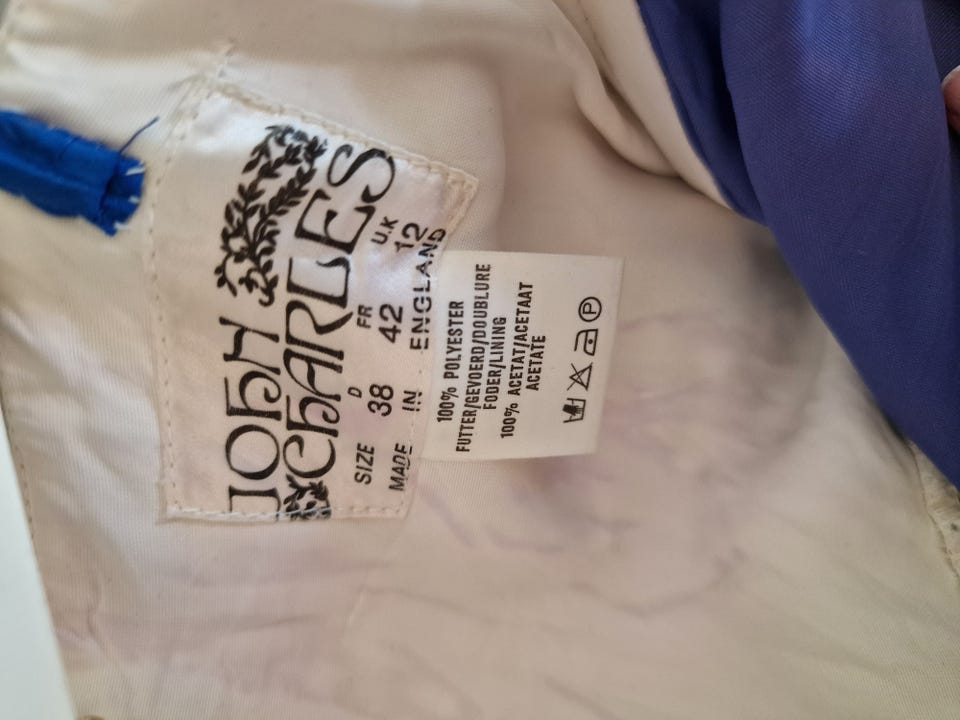 JOHN
CHARLES
SIZE D 38 FR 42 U.K 12
MADE IN ENGLAND
100% POLYESTER
FUTTER/GEVOERD/DOUBLURE
FODER/LINING
100% ACETAT/ACETAAT
ACETATE
P